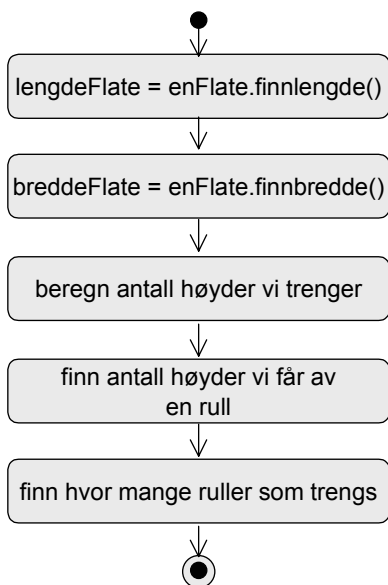 lengdeFlate = enFlate.finnlengde()
breddeFlate = enFlate.finnbredde()
beregn antall høyder vi trenger
finn antall høyder vi får av
en rull
finn hvor mange ruller som trengs